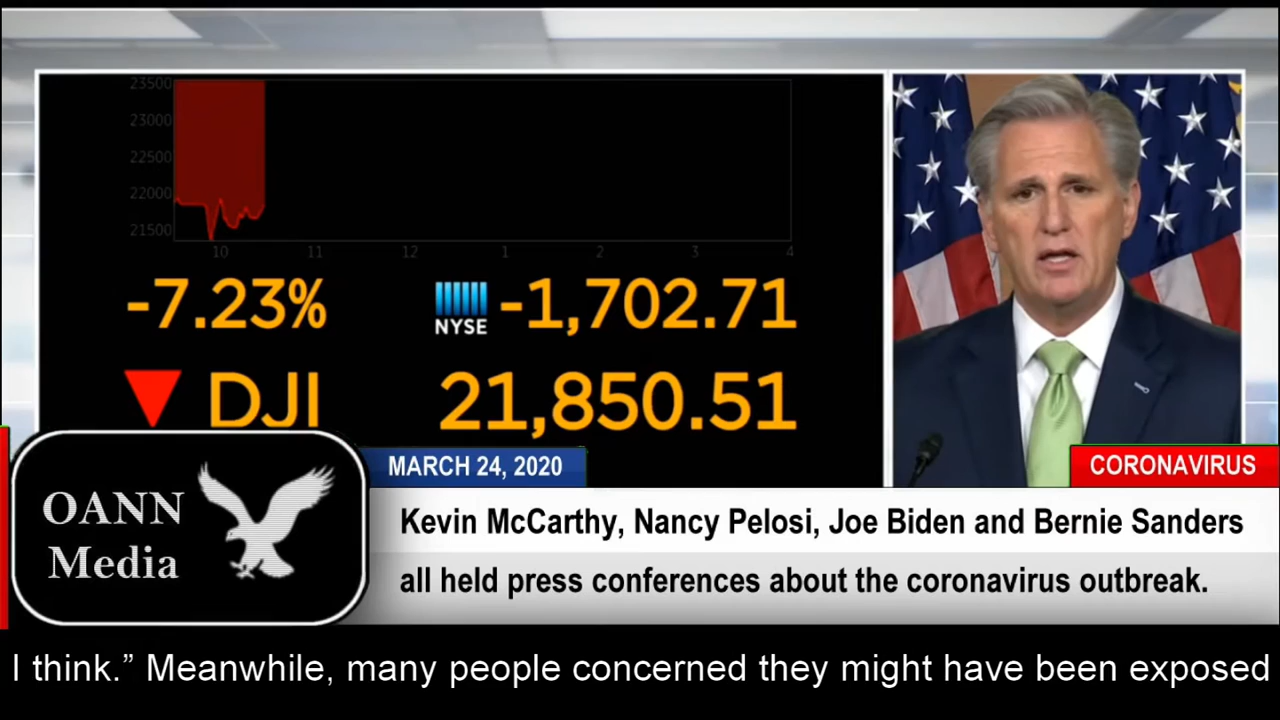 23500
23000
22500
22000
21500
10 11 12 1 2 3 4
-7.23% NYSE -1,702.71
DJI 21,850.51
MARCH 24, 2020
CORONAVIRUS
OANN
Media
Kevin McCarthy, Nancy Pelosi, Joe Biden and Bernie Sanders
all held press conferences about the coronavirus outbreak.
I think.” Meanwhile, many people concerned they might have been exposed